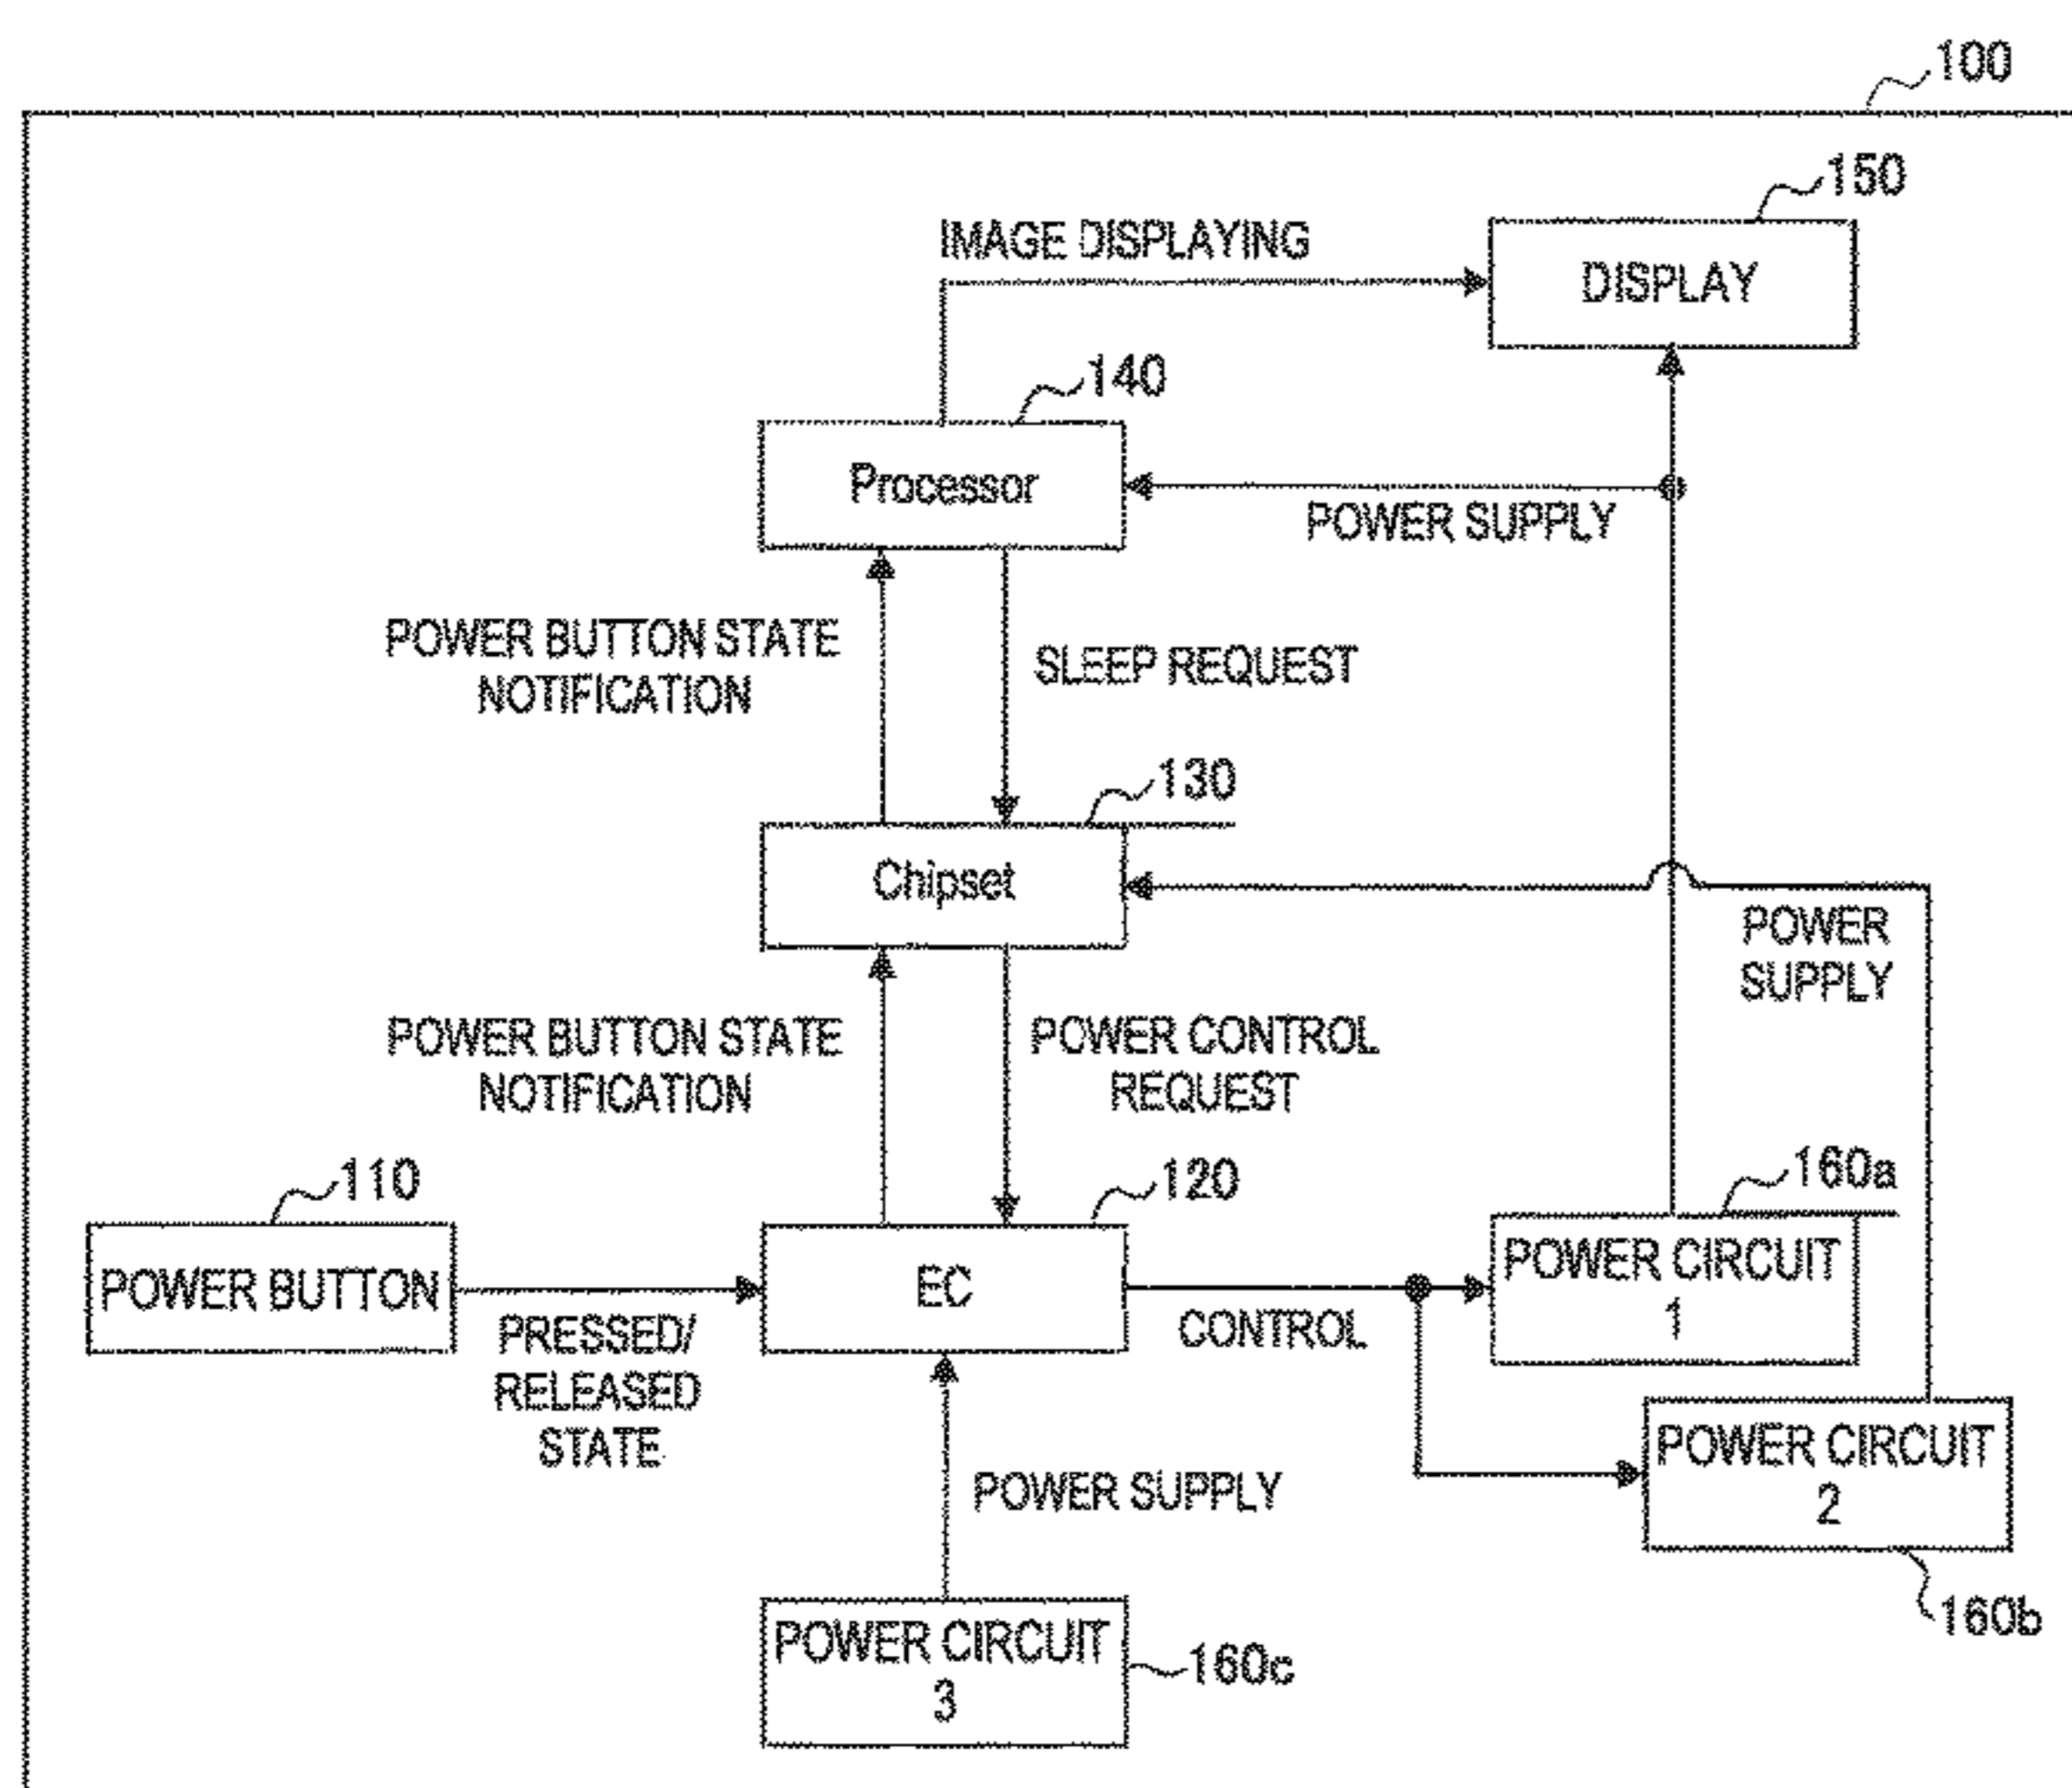 100
150
IMAGE DISPLAYING
DISPLAY
140
Processor
POWER SUPPLY
POWER BUTTON STATE
NOTIFICATION
SLEEP REQUEST
130
Chipset
POWER
SUPPLY
POWER BUTTON STATE
NOTIFICATION
POWER CONTROL
REQUEST
110
120
160a
POWER BUTTON
PRESSED/
RELEASED
STATE
EC
CONTROL
POWER CIRCUIT
1
POWER CIRCUIT
2
160b
POWER SUPPLY
POWER CIRCUIT
3
160c